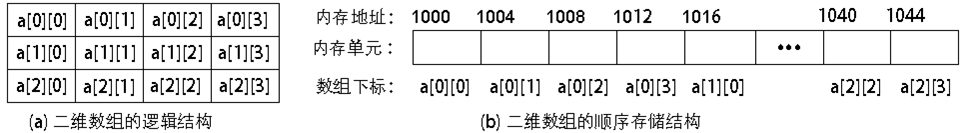 a[0][0] a[0][1] a[0][2] a[0][3]
a[1][0] a[1][1] a[1][2] a[1][3]
a[2][0] a[2][1] a[2][2] a[2][3]
(a) 二维数组的逻辑结构
内存地址: 1000 1004 1008 1012 1016 1040 1044
内存单元: •••
数组下标: a[0][0] a[0][1] a[0][2] a[0][3] a[1][0] a[2][2] a[2][3]
(b) 二维数组的顺序存储结构